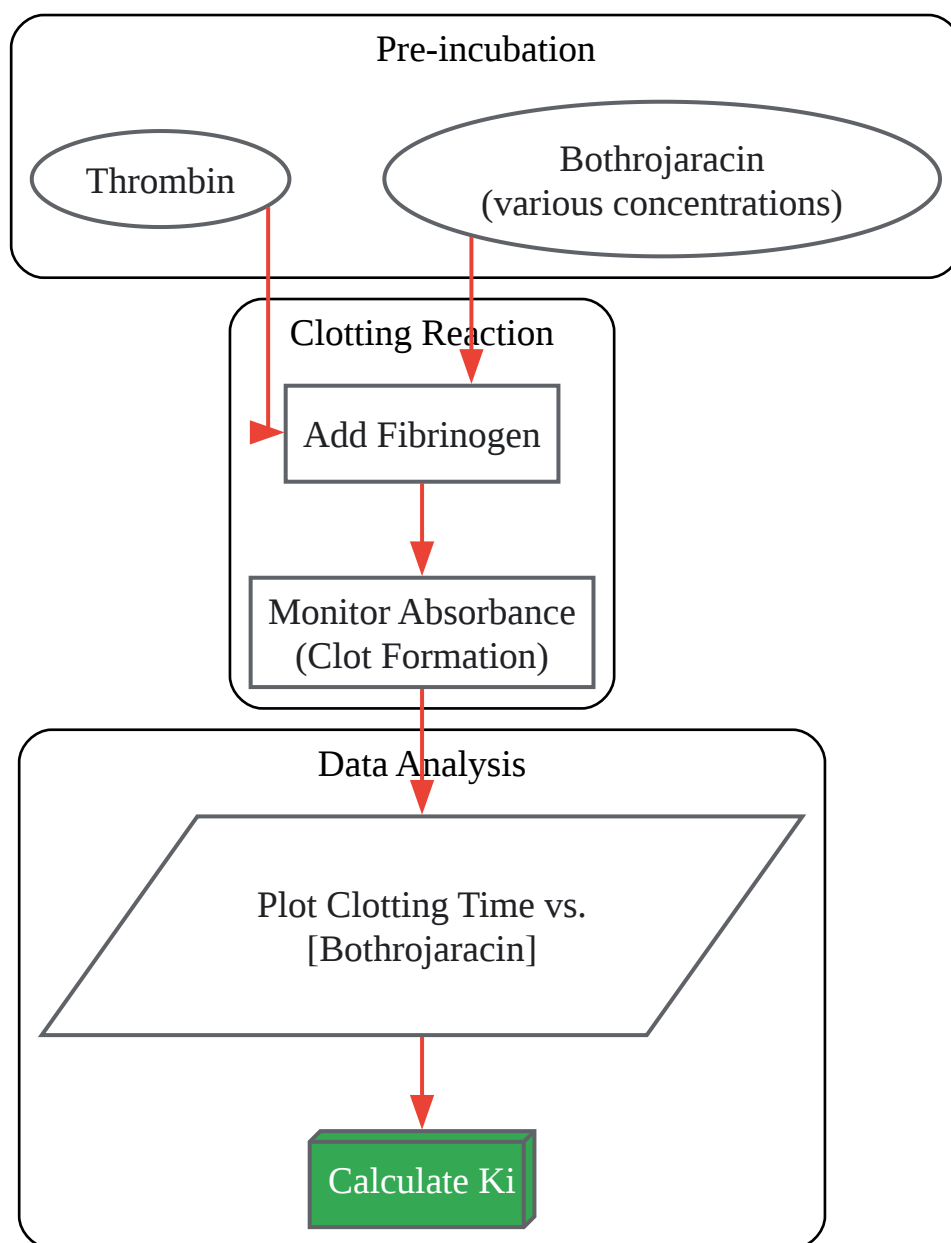 Pre-incubation
Thrombin
Bothrojaracin
(various concentrations)
Clotting Reaction
Add Fibrinogen
Monitor Absorbance
(Clot Formation)
Data Analysis
Plot Clotting Time vs.
[Bothrojaracin]
Calculate Ki